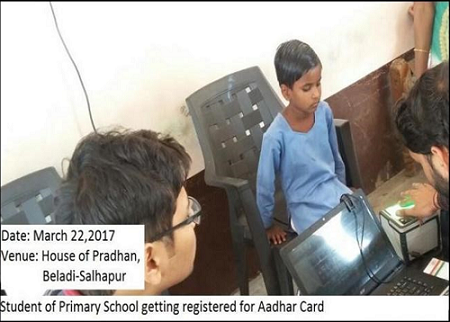 Date: March 22,2017
Venue: House of Pradhan,
Beladi-Salhapur
Student of Primary School getting registered for Aadhar Card